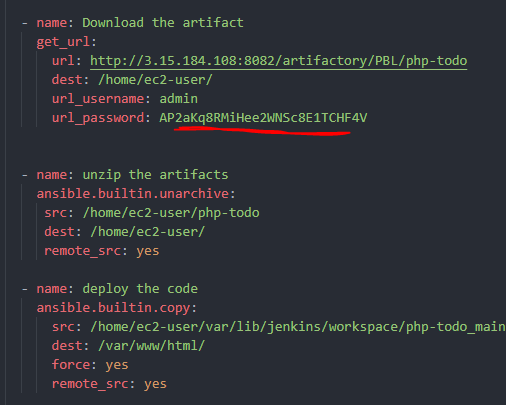 - name: Download the artifact
get_url:
url: http://3.15.184.108:8082/artifactory/PBL/php-todo
dest: /home/ec2-user/
url_username: admin
url_password: AP2aKq8RMiHee2WNSc8E1TCHF4V
- name: unzip the artifacts
ansible.builtin.unarchive:
src: /home/ec2-user/php-todo
dest: /home/ec2-user/
remote_src: yes
- name: deploy the code
ansible.builtin.copy:
src: /home/ec2-user/var/lib/jenkins/workspace/php-todo_main
dest: /var/www/html/
force: yes
remote_src: yes